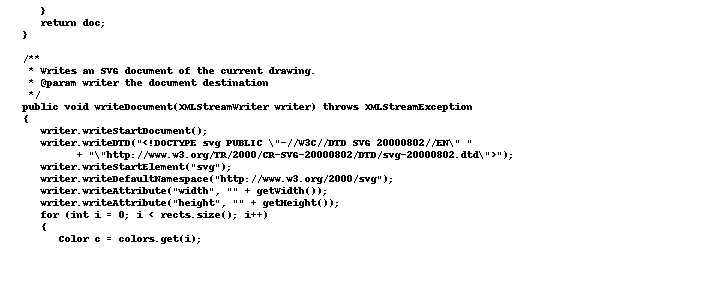 }
return doc;
}
/**
* Writes an SVG document of the current drawing.
* @param writer the document destination
*/
public void writeDocument(XMLStreamWriter writer) throws XMLStreamException
{
writer.writeStartDocument();
writer.writeDTD("<!DOCTYPE svg PUBLIC \"-//W3C//DTD SVG 20000802//EN\" "
+ "\"http://www.w3.org/TR/2000/CR-SVG-20000802/DTD/svg-20000802.dtd\">");
writer.writeStartElement("svg");
writer.writeDefaultNamespace("http://www.w3.org/2000/svg");
writer.writeAttribute("width", "" + getWidth());
writer.writeAttribute("height", "" + getHeight());
for (int i = 0; i < rects.size(); i++)
{
Color c = colors.get(i);